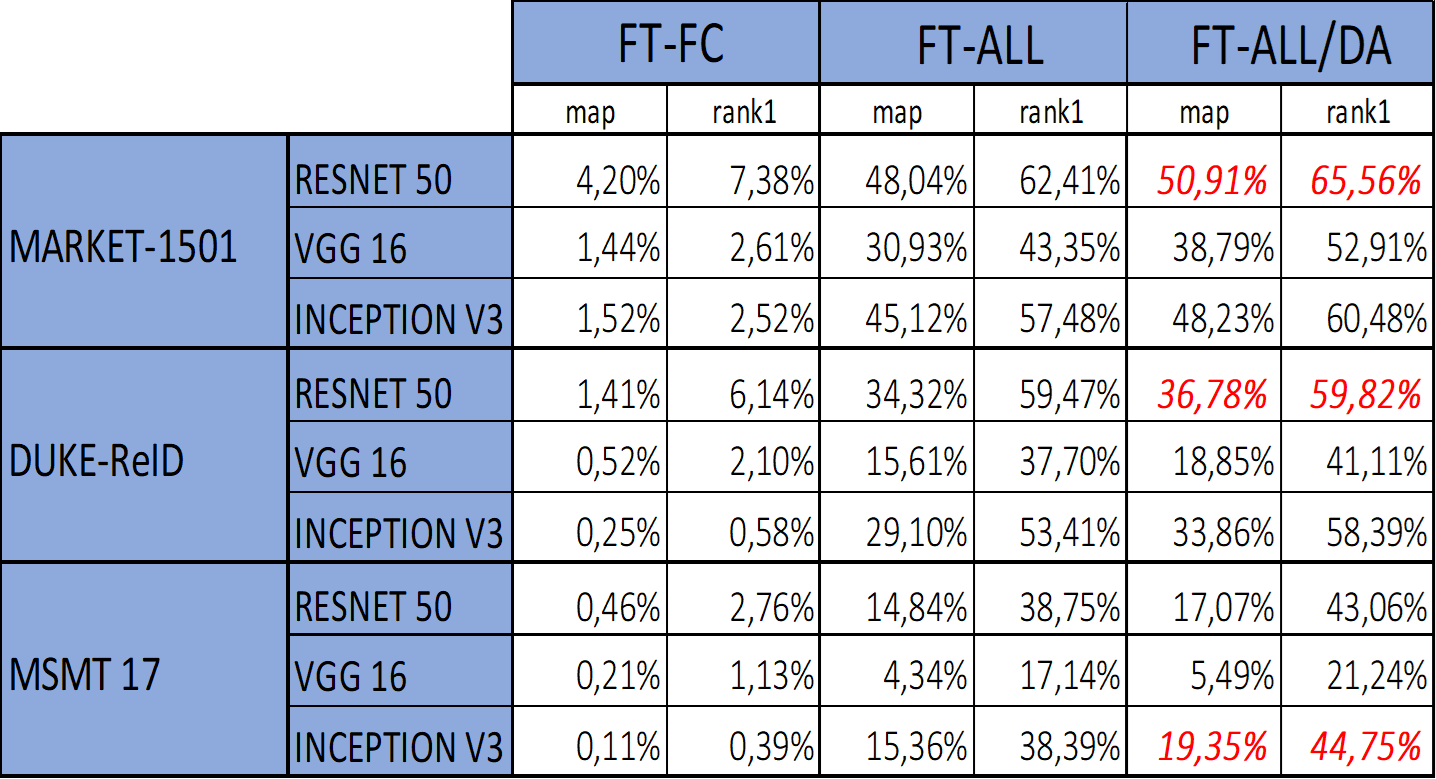 FT-FC FT-ALL FT-ALL/DA
map rank1 map rank1 map rank1
MARKET-1501
RESNET 50 4,20% 7,38% 48,04% 62,41% 50,91% 65,56%
VGG 16 1,44% 2,61% 30,93% 43,35% 38,79% 52,91%
INCEPTION V3 1,52% 2,52% 45,12% 57,48% 48,23% 60,48%
DUKE-ReID
RESNET 50 1,41% 6,14% 34,32% 59,47% 36,78% 59,82%
VGG 16 0,52% 2,10% 15,61% 37,70% 18,85% 41,11%
INCEPTION V3 0,25% 0,58% 29,10% 53,41% 33,86% 58,39%
MSMT 17
RESNET 50 0,46% 2,76% 14,84% 38,75% 17,07% 43,06%
VGG 16 0,21% 1,13% 4,34% 17,14% 5,49% 21,24%
INCEPTION V3 0,11% 0,39% 15,36% 38,39% 19,35% 44,75%